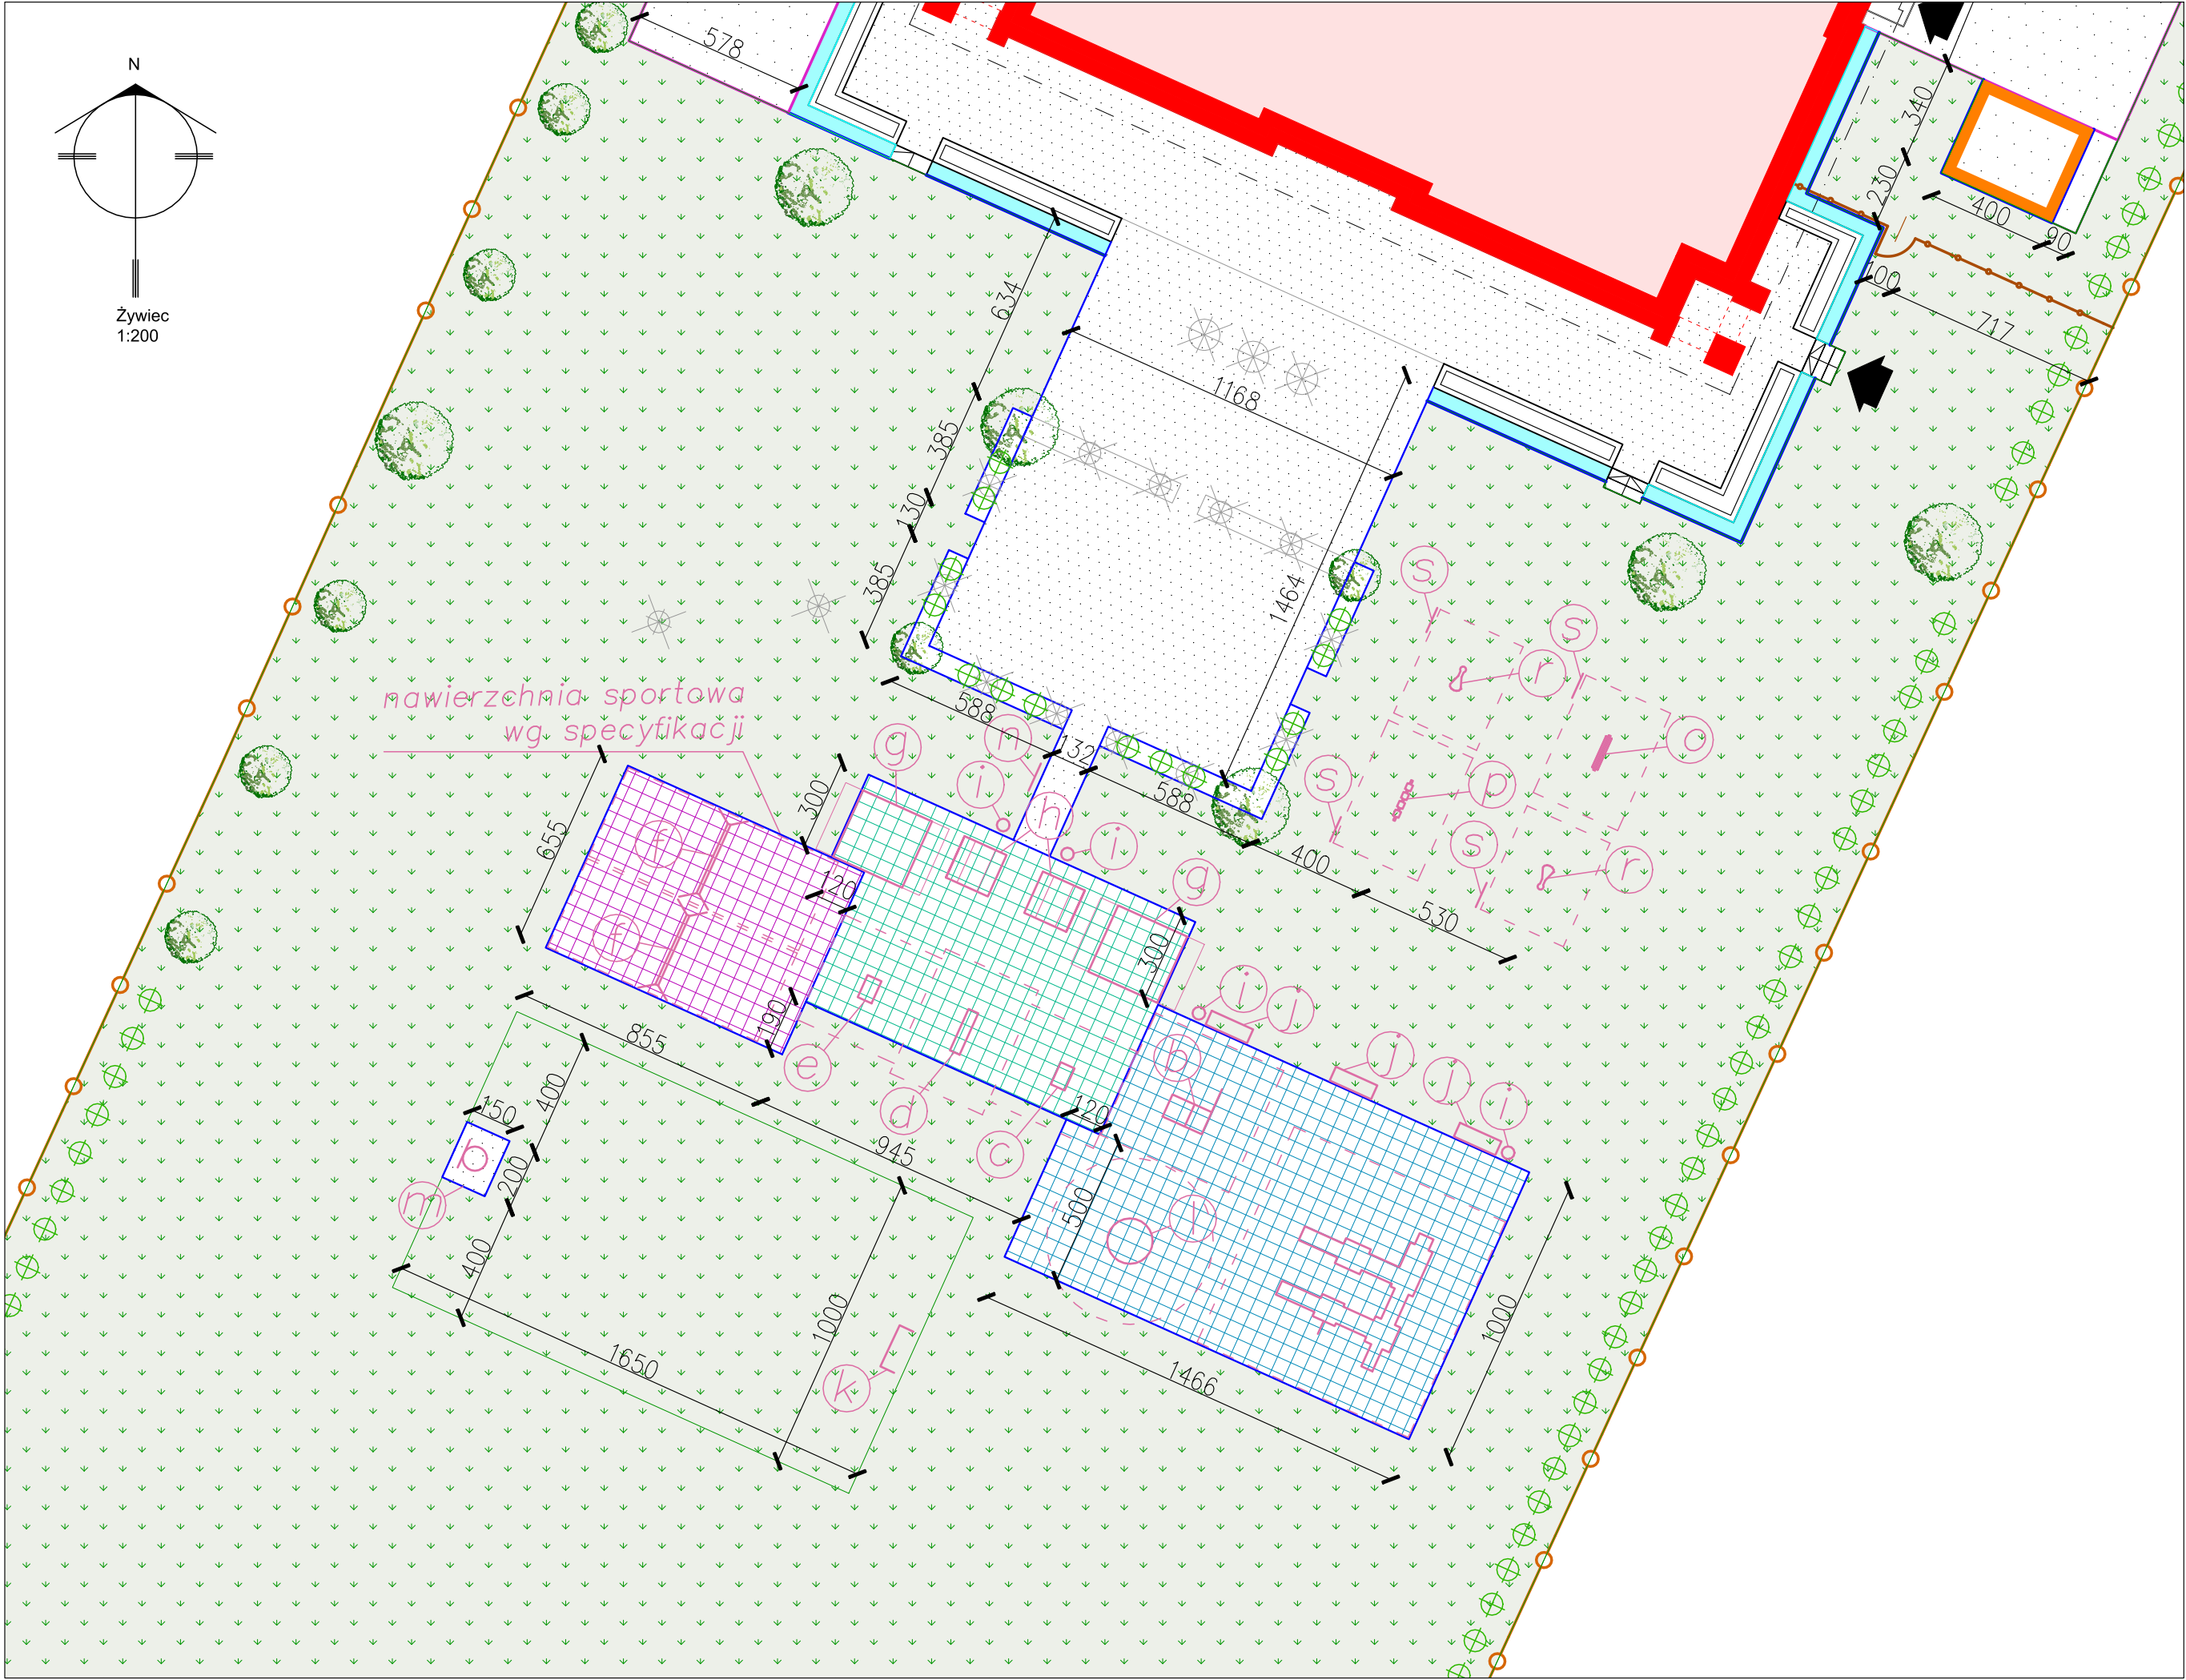 N
Żywiec
1:200
578
340
230
400
90
100
717
634
1168
385
130
385
1464
nawierzchnia sportowa
wg specyfikacji
588
132
588
400
530
s
s
r
o
s
p
s
r
g
n
i
h
i
g
300
655
f
f
120
300
190
e
d
c
120
b
i
j
j
j
i
l
500
855
945
400
150
200
400
p
m
1650
1000
k
1466
1000